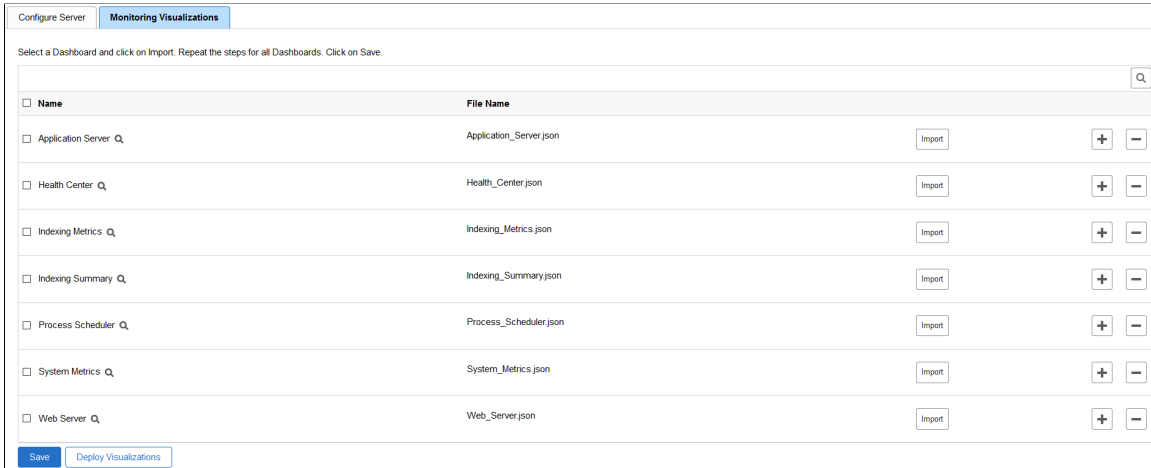 Configure Server Monitoring Visualizations
Select a Dashboard and click on Import. Repeat the steps for all Dashboards. Click on Save.
Name File Name
Application Server Application_Server.json Import
Health Center Health_Center.json Import
Indexing Metrics Indexing_Metrics.json Import
Indexing Summary Indexing_Summary.json Import
Process Scheduler Process_Scheduler.json Import
System Metrics System_Metrics.json Import
Web Server Web_Server.json Import
Save Deploy Visualizations